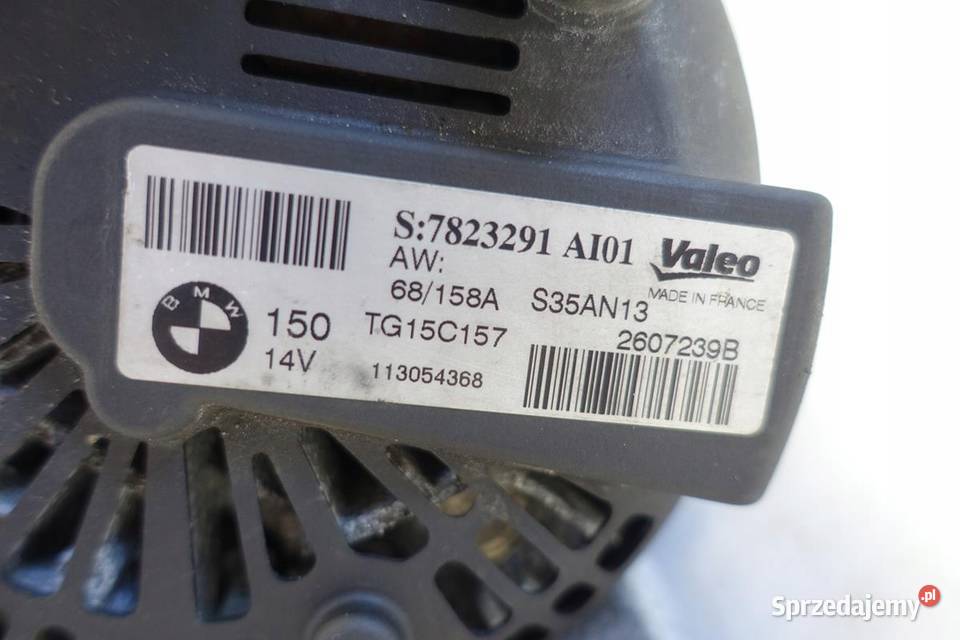 S:7823291 AI01
Valeo
MADE IN FRANCE
AW:
68/158A S35AN13
BMW
150 TG15C157 2607239B
14V 113054368
Sprzedajemy.pl